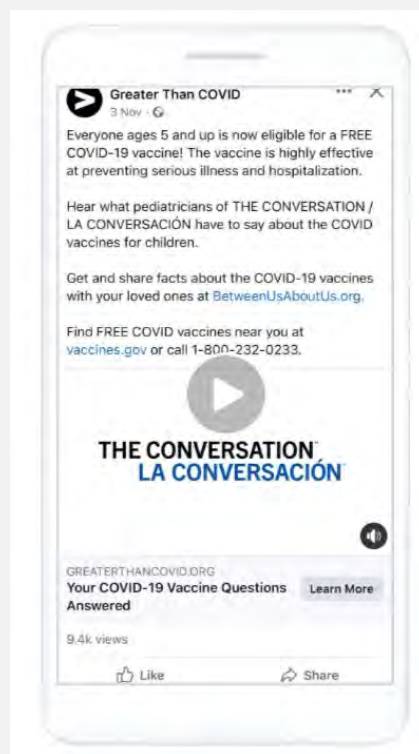 Greater Than COVID
3 Nov
Everyone ages 5 and up is now eligible for a FREE
COVID-19 vaccine! The vaccine is highly effective
at preventing serious illness and hospitalization.
Hear what pediatricians of THE CONVERSATION /
LA CONVERSACIÓN have to say about the COVID
vaccines for children.
Get and share facts about the COVID-19 vaccines
with your loved ones at BetweenUsAboutUs.org.
Find FREE COVID vaccines near you at
vaccines.gov or call 1-800-232-0233.
THE CONVERSATION™
LA CONVERSACIÓN™
GREATERTHANCOVID.ORG
Your COVID-19 Vaccine Questions
Answered
Learn More
9.4k views
Like
Share